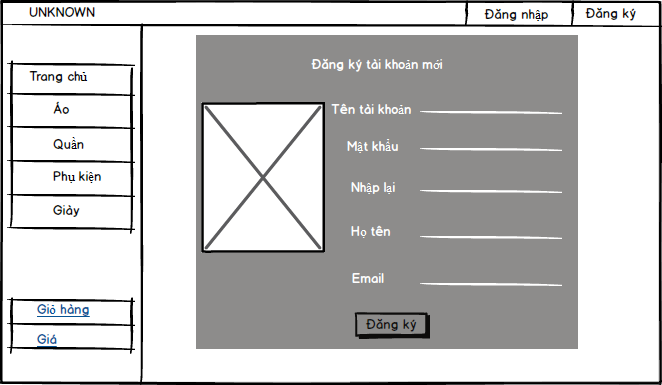 UNKNOWN
Đăng nhập
Đăng ký
Trang chủ
Áo
Quần
Phụ kiện
Giày
Giỏ hàng
Giá
Đăng ký tài khoản mới
Tên tài khoản
Mật khẩu
Nhập lại
Họ tên
Email
Đăng ký